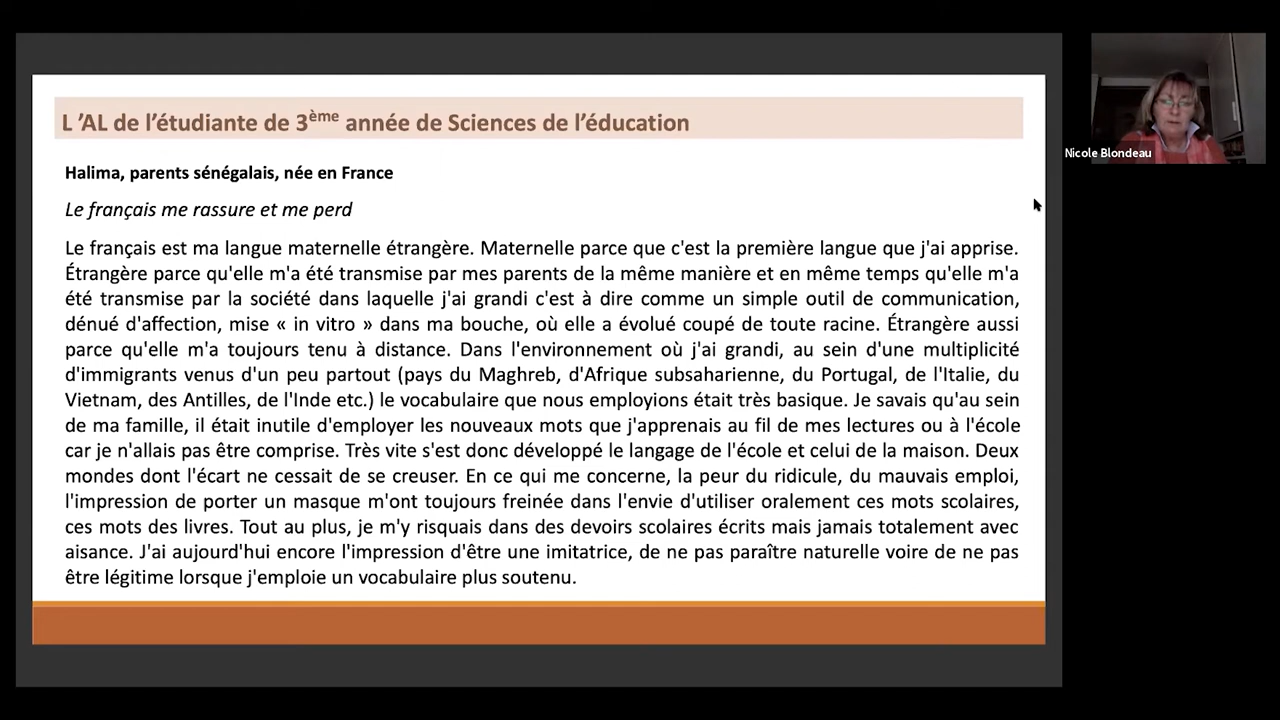 L ’AL de l’étudiante de 3ème année de Sciences de l’éducation
Halima, parents sénégalais, née en France
Le français me rassure et me perd
Le français est ma langue maternelle étrangère. Maternelle parce que c'est la première langue que j'ai apprise.
Étrangère parce qu'elle m'a été transmise par mes parents de la même manière et en même temps qu'elle m'a
été transmise par la société dans laquelle j'ai grandi c'est à dire comme un simple outil de communication,
dénué d'affection, mise « in vitro » dans ma bouche, où elle a évolué coupé de toute racine. Étrangère aussi
parce qu'elle m'a toujours tenu à distance. Dans l'environnement où j'ai grandi, au sein d'une multiplicité
d'immigrants venus d'un peu partout (pays du Maghreb, d'Afrique subsaharienne, du Portugal, de l'Italie, du
Vietnam, des Antilles, de l'Inde etc.) le vocabulaire que nous employions était très basique. Je savais qu'au sein
de ma famille, il était inutile d'employer les nouveaux mots que j'apprenais au fil de mes lectures ou à l'école
car je n'allais pas être comprise. Très vite s'est donc développé le langage de l'école et celui de la maison. Deux
mondes dont l'écart ne cessait de se creuser. En ce qui me concerne, la peur du ridicule, du mauvais emploi,
l'impression de porter un masque m'ont toujours freinée dans l'envie d'utiliser oralement ces mots scolaires,
ces mots des livres. Tout au plus, je m'y risquais dans des devoirs scolaires écrits mais jamais totalement avec
aisance. J'ai aujourd'hui encore l'impression d'être une imitatrice, de ne pas paraître naturelle voire de ne pas
être légitime lorsque j'emploie un vocabulaire plus soutenu.
Nicole Blondeau